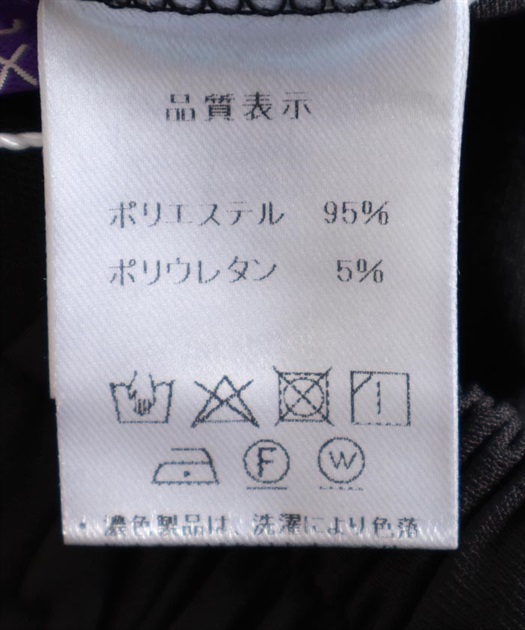 品質表示
ポリエステル 95%
ポリウレタン 5%
F W
・濃色製品は、洗濯により色落